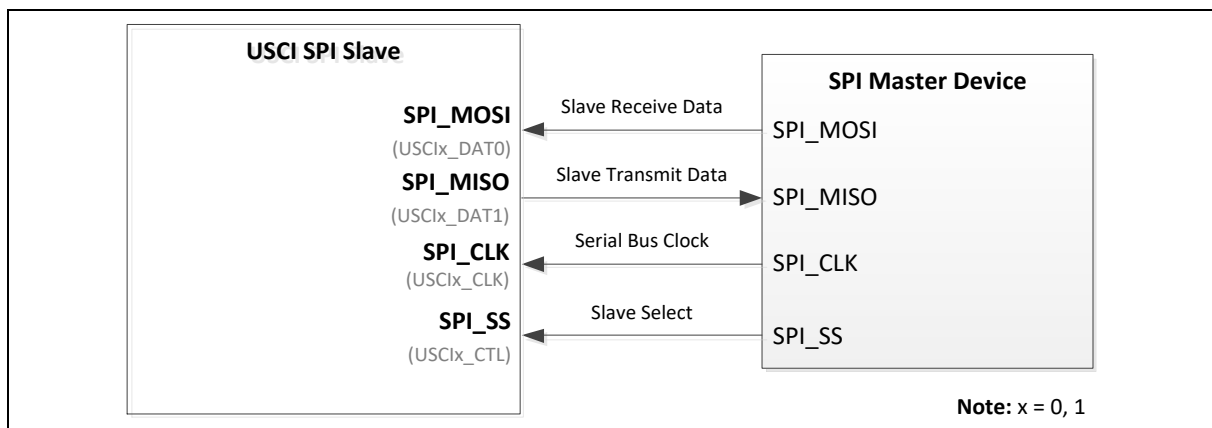 USCI SPI Slave
SPI Master Device
SPI_MOSI
(USCIx_DAT0)
Slave Receive Data
SPI_MOSI
SPI_MISO
(USCIx_DAT1)
Slave Transmit Data
SPI_MISO
SPI_CLK
(USCIx_CLK)
Serial Bus Clock
SPI_CLK
SPI_SS
(USCIx_CTL)
Slave Select
SPI_SS
Note: x = 0, 1